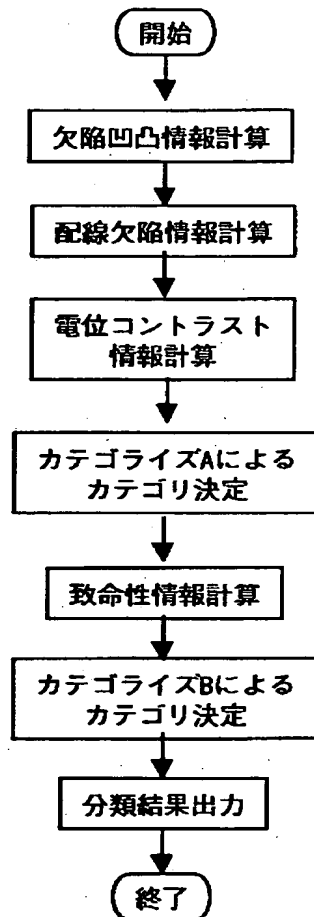 開始
欠陥凹凸情報計算
配線欠陥情報計算
電位コントラスト
情報計算
カテゴライズAによる
カテゴリ決定
致命性情報計算
カテゴライズBによる
カテゴリ決定
分類結果出力
終了